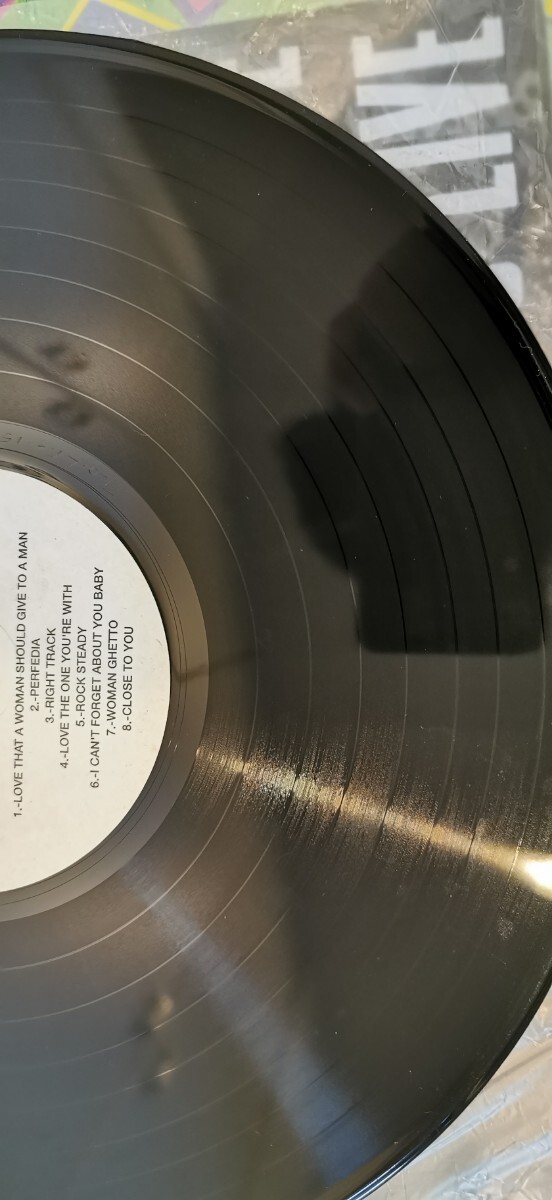 1.-LOVE THAT A WOMAN SHOULD GIVE TO A MAN
2.-PERFEDIA
3.-RIGHT TRACK
4.-LOVE THE ONE YOU'RE WITH
5.-ROCK STEADY
6.-I CAN'T FORGET ABOUT YOU BABY
7.-WOMAN GHETTO
8.-CLOSE TO YOU